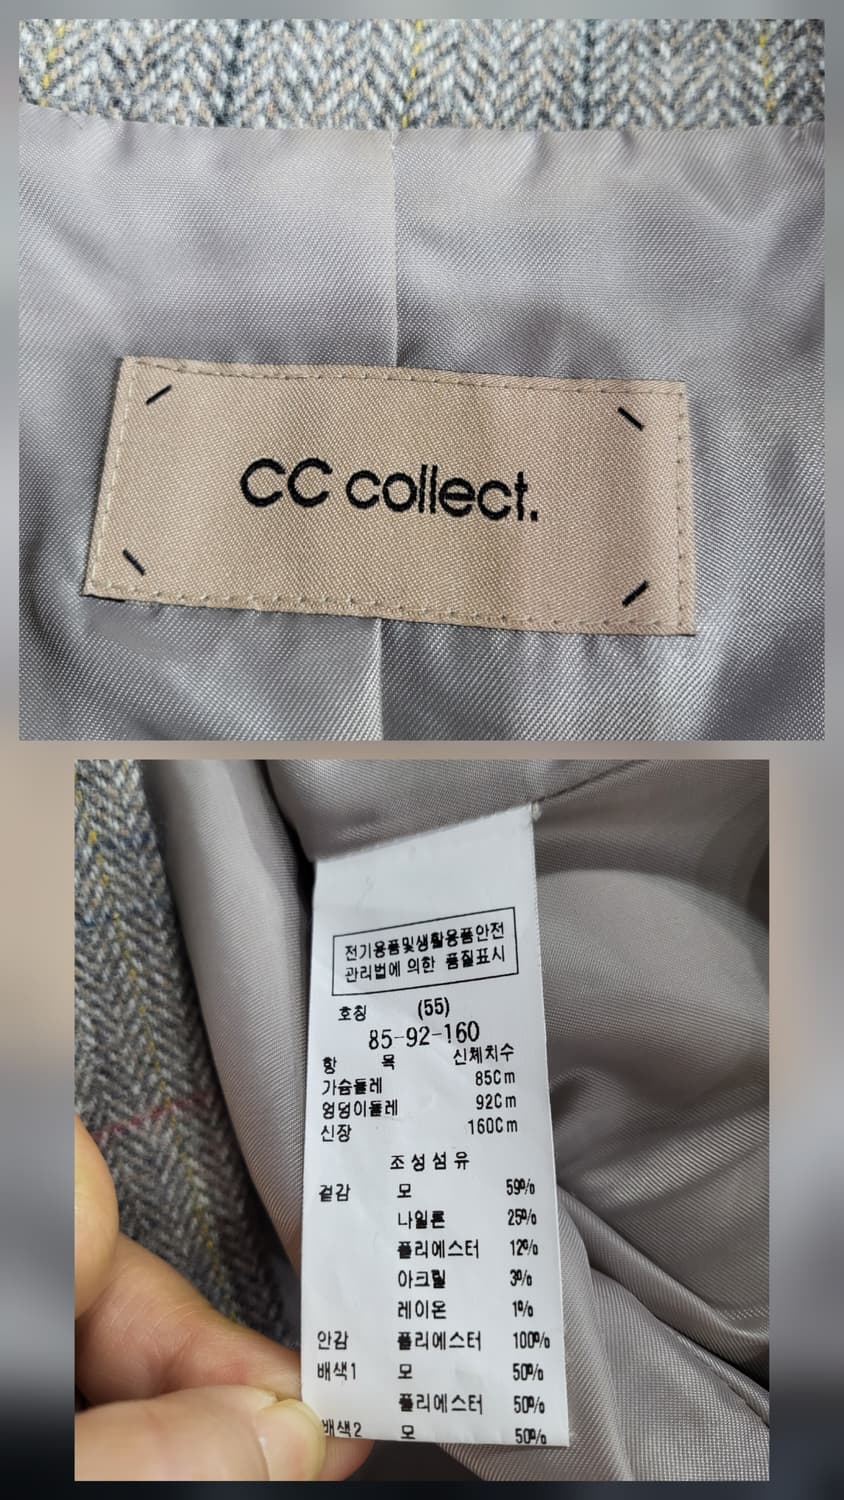 CC collect.
전기용품및생활용품안전
관리법에 의한 품질표시
호칭 (55)
85-92-160
항 목 신체치수
가슴둘레 85Cm
엉덩이둘레 92Cm
신장 160Cm
조성섬유
겉감 모 59%
나일론 25%
폴리에스터 12%
아크릴 3%
레이온 1%
안감 폴리에스터 100%
배색1 모 50%
폴리에스터 50%
배색2 모 50%